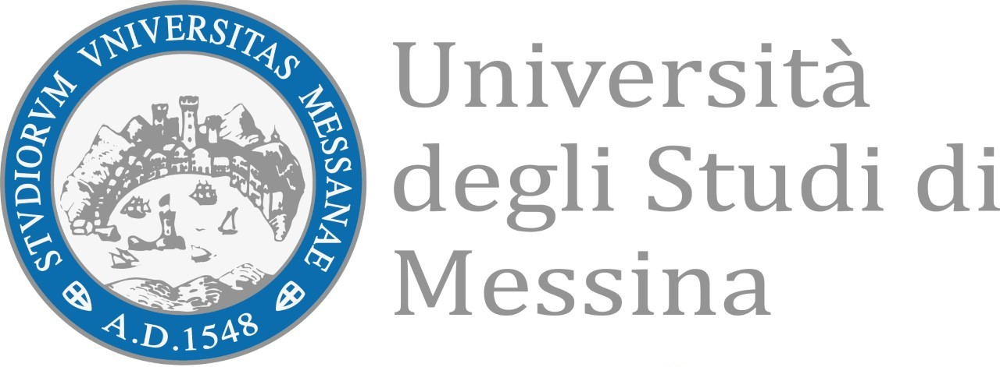 STVDIORVM VNIVERSITAS MESSANAE
A.D.1548
Università
degli Studi di
Messina